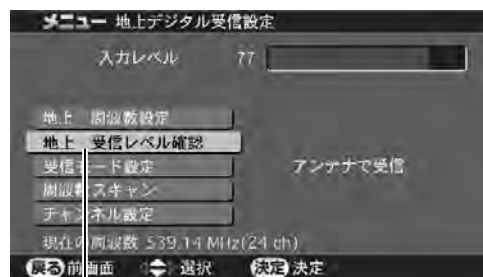 メニュー 地上デジタル受信設定
入力レベル 77
地上 周波数設定
地上 受信レベル確認
受信モード設定 アンテナで受信
周波数スキャン
チャンネル設定
現在の周波数 539.14 MHz(24 ch)
戻る 前画面 選択 決定 決定